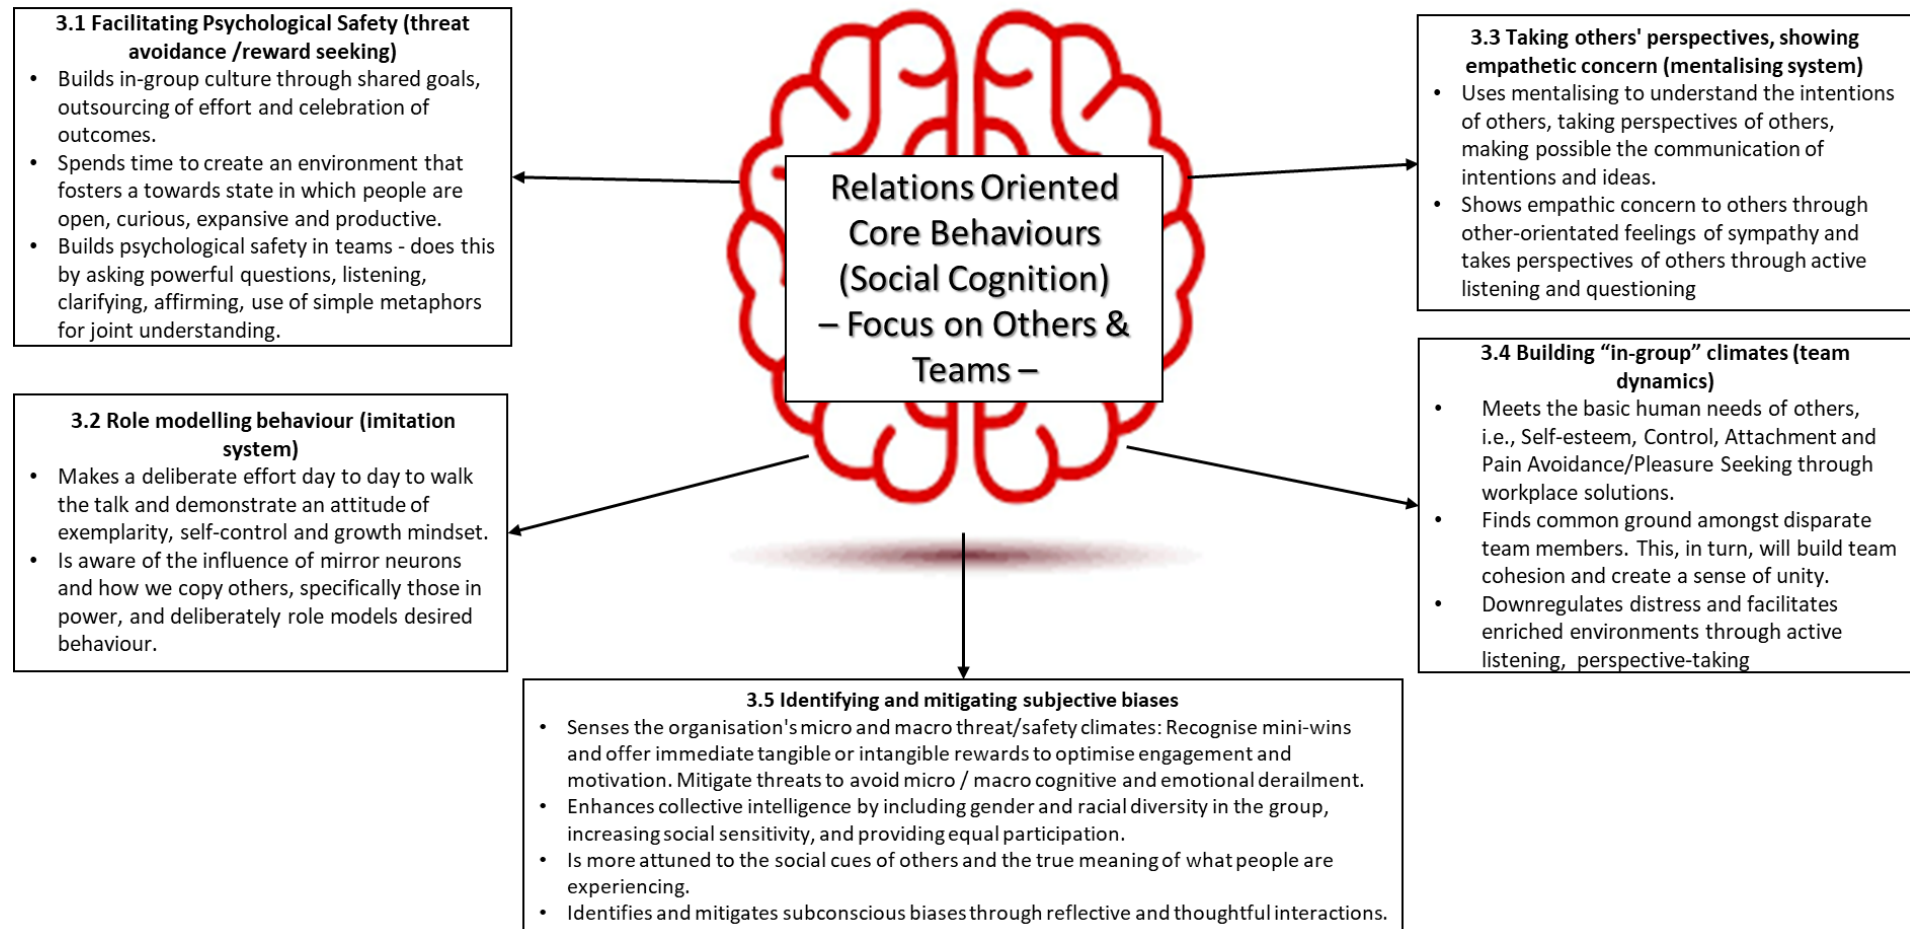 3.1 Facilitating Psychological Safety (threat
avoidance /reward seeking)
• Builds in-group culture through shared goals,
outsourcing of effort and celebration of
outcomes.
• Spends time to create an environment that
fosters a towards state in which people are
open, curious, expansive and productive.
• Builds psychological safety in teams - does this
by asking powerful questions, listening,
clarifying, affirming, use of simple metaphors
for joint understanding.
3.2 Role modelling behaviour (imitation
system)
• Makes a deliberate effort day to day to walk
the talk and demonstrate an attitude of
exemplarity, self-control and growth mindset.
• Is aware of the influence of mirror neurons
and how we copy others, specifically those in
power, and deliberately role models desired
behaviour.
Relations Oriented
Core Behaviours
(Social Cognition)
– Focus on Others &
Teams –
3.3 Taking others' perspectives, showing
empathetic concern (mentalising system)
• Uses mentalising to understand the intentions
of others, taking perspectives of others,
making possible the communication of
intentions and ideas.
• Shows empathic concern to others through
other-orientated feelings of sympathy and
takes perspectives of others through active
listening and questioning
3.4 Building “in-group” climates (team
dynamics)
• Meets the basic human needs of others,
i.e., Self-esteem, Control, Attachment and
Pain Avoidance/Pleasure Seeking through
workplace solutions.
• Finds common ground amongst disparate
team members. This, in turn, will build team
cohesion and create a sense of unity.
• Downregulates distress and facilitates
enriched environments through active
listening, perspective-taking
3.5 Identifying and mitigating subjective biases
• Senses the organisation's micro and macro threat/safety climates: Recognise mini-wins
and offer immediate tangible or intangible rewards to optimise engagement and
motivation. Mitigate threats to avoid micro / macro cognitive and emotional derailment.
• Enhances collective intelligence by including gender and racial diversity in the group,
increasing social sensitivity, and providing equal participation.
• Is more attuned to the social cues of others and the true meaning of what people are
experiencing.
• Identifies and mitigates subconscious biases through reflective and thoughtful interactions.